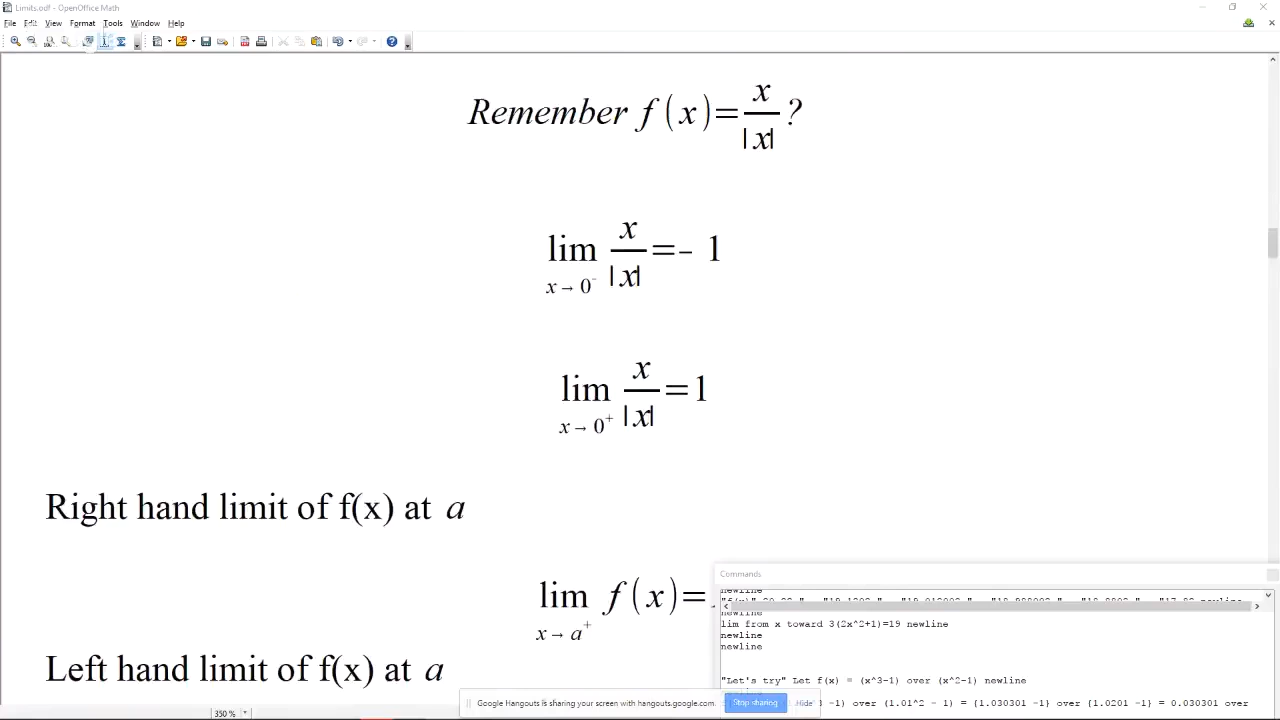 Limits.odf - OpenOffice Math
File Edit View Format Tools Window Help
Remember f(x)=x/|x|?
lim x→0⁻ x/|x|=- 1
lim x→0⁺ x/|x|=1
Right hand limit of f(x) at a
lim x→a⁺ f(x)=
Left hand limit of f(x) at a
Commands
newline
newline
lim from x toward 3(2x^2+1)=19 newline
newline
newline
"Let's try" Let f(x) = (x^3-1) over (x^2-1) newline
-1) over (1.01^2 - 1) = {1.030301 -1} over {1.0201 -1} = {0.030301 over
Google Hangouts is sharing your screen with hangouts.google.com.
Stop sharing
Hide
350 %